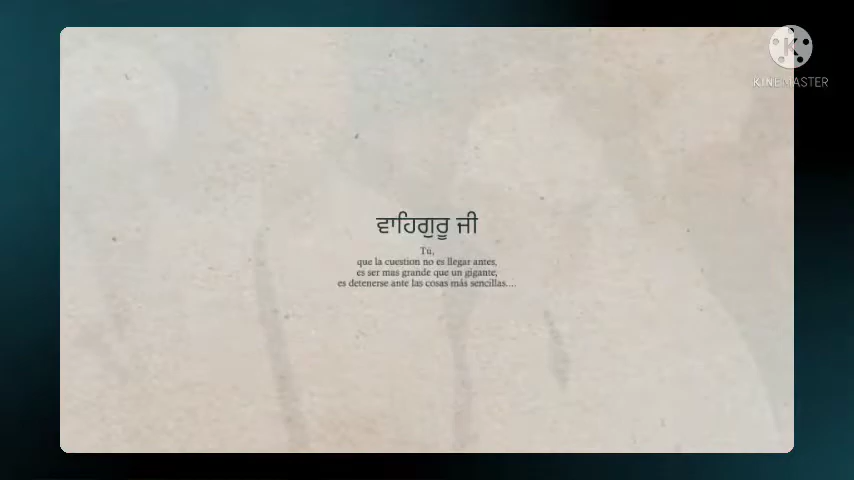 KINEMASTER
ਵਾਹਿਗੁਰੂ ਜੀ
Tú,
que la cuestion no es llegar antes,
es ser mas grande que un gigante,
es detenerse ante las cosas más sencillas....